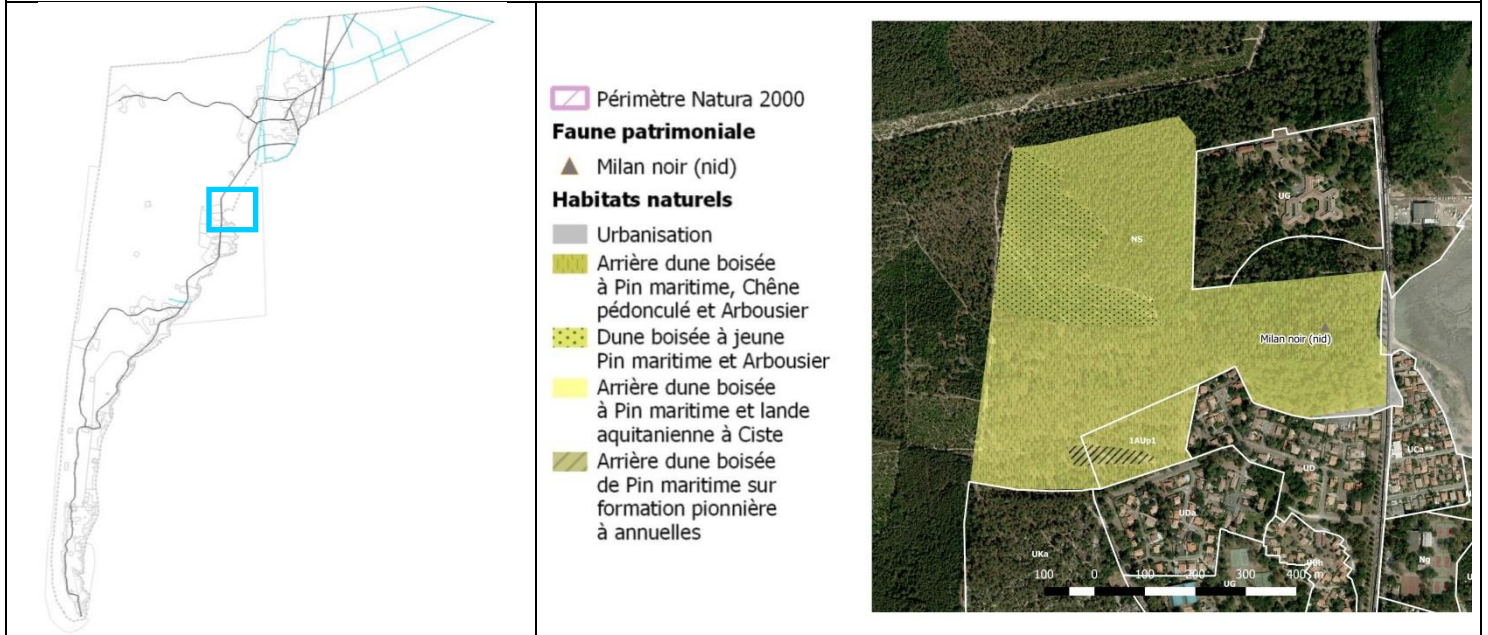 Périmètre Natura 2000
Faune patrimoniale
Milan noir (nid)
Habitats naturels
Urbanisation
Arrière dune boisée
à Pin maritime, Chêne
pédonculé et Arbousier
Dune boisée à jeune
Pin maritime et Arbousier
Arrière dune boisée
à Pin maritime et lande
aquitanienne à Ciste
Arrière dune boisée
de Pin maritime sur
formation pionnière
à annuelles
UG
NS
Milan noir (nid)
1AUp1
UD
UCa
UDa
UKa
Ng
UG
100 0 100 200 300 400 m